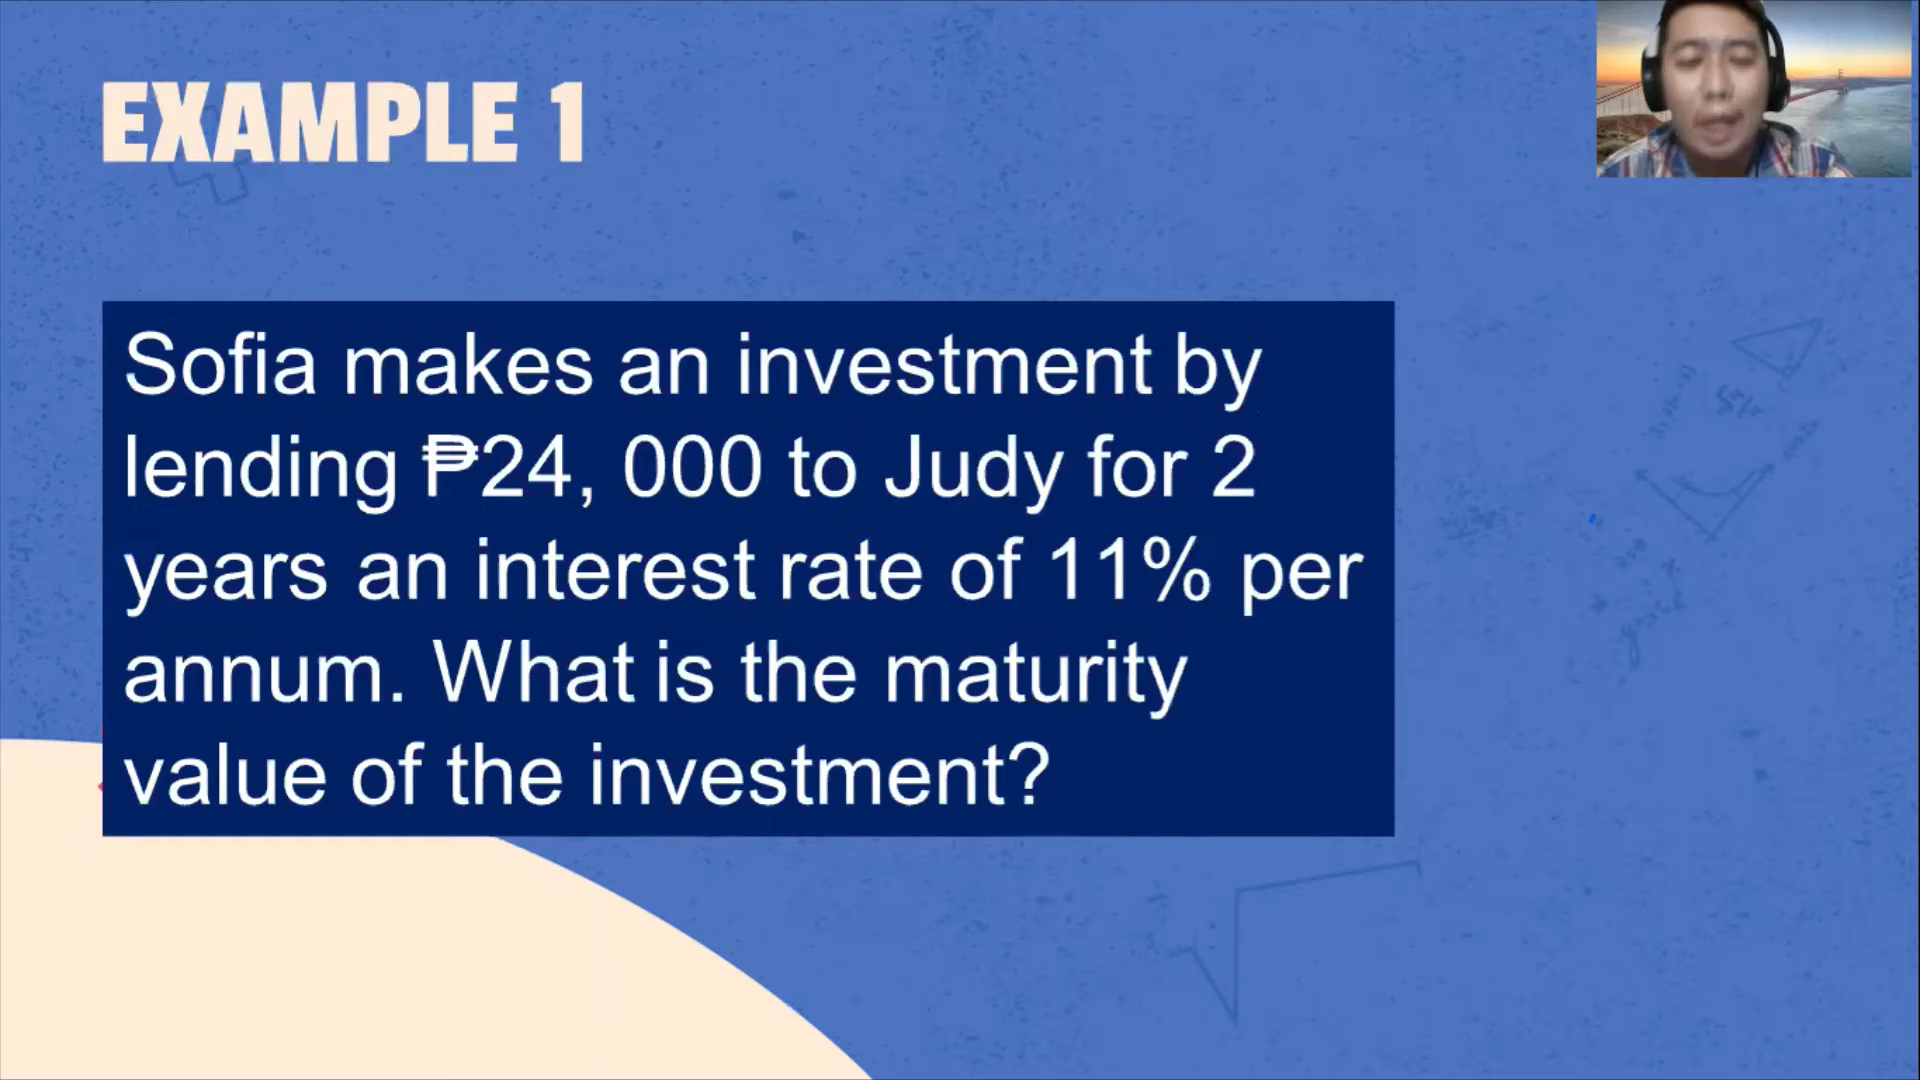 EXAMPLE 1
Sofia makes an investment by
lending ₱24, 000 to Judy for 2
years an interest rate of 11% per
annum. What is the maturity
value of the investment?